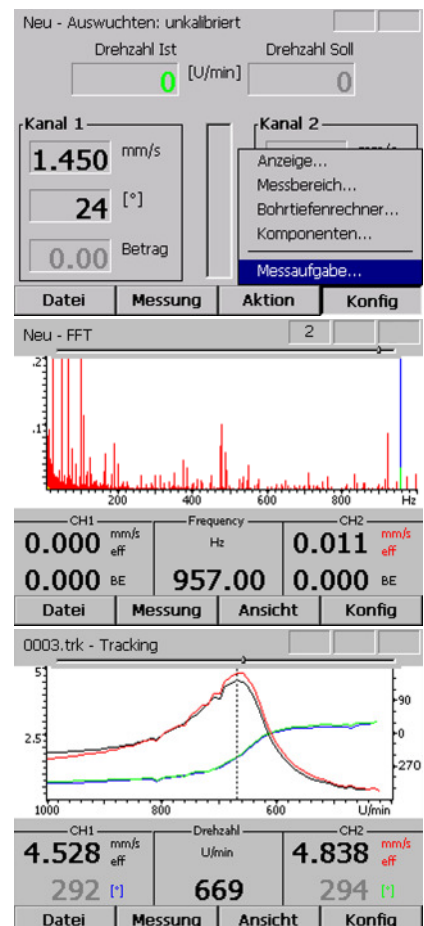 Neu - Auswuchten: unkalibriert
Drehzahl Ist
Drehzahl Soll
0 [U/min] 0
Kanal 1
Kanal 2
1.450 mm/s
24 [°]
0.00 Betrag
Anzeige...
Messbereich...
Bohrtiefenrechner...
Komponenten...
Messaufgabe...
Datei Messung Aktion Konfig
Neu - FFT 2
.21
.11
200 400 600 800 Hz
CH1 Frequency CH2
0.000 mm/s eff Hz 0.011 mm/s eff
0.000 BE 957.00 0.000 BE
Datei Messung Ansicht Konfig
0003.trk - Tracking
5
2.5
90
0
270
1000 800 600 U/min
CH1 Drehzahl CH2
4.528 mm/s eff U/min 4.838 mm/s eff
292 [°] 669 294 [°]
Datei Messung Ansicht Konfig